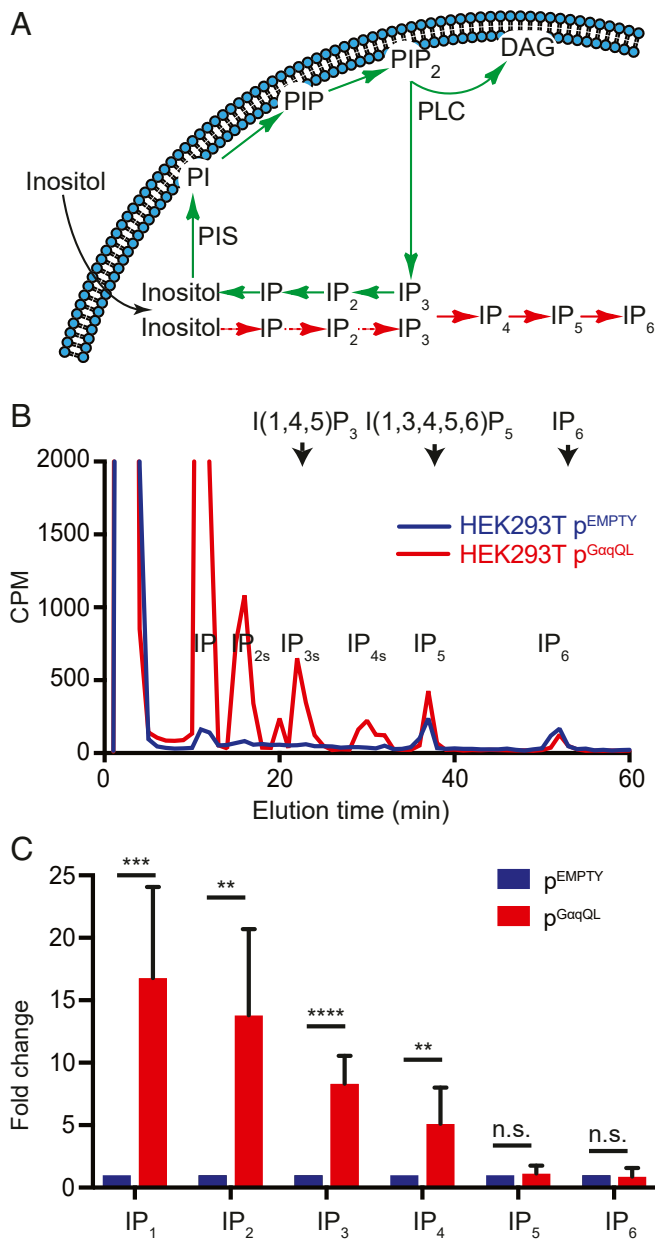 A
DAG
PIP2
PIP
PLC
PI
Inositol
PIS
Inositol IP IP2 IP3
Inositol IP IP2 IP3 IP4 IP5 IP6
B
I(1,4,5)P3 I(1,3,4,5,6)P5 IP6
2000
HEK293T pEMPTY
HEK293T pGαqQL
1500
CPM
1000
IP IP2s IP3s IP4s IP5 IP6
500
0
0 20 40 60
Elution time (min)
C
25
*** pEMPTY
** pGαqQL
20
15
****
Fold change
10
**
5
n.s. n.s.
0
IP1 IP2 IP3 IP4 IP5 IP6